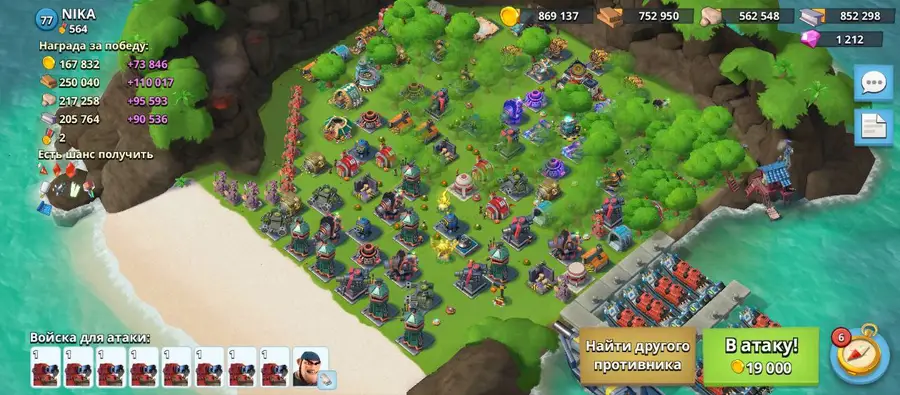 77
NIKA
564
Награда за победу:
167 832 +73 846
250 040 +110 017
217 258 +95 593
205 764 +90 536
2
Есть шанс получить
869 137
752 950
562 548
852 298
1 212
Войска для атаки:
1 1 1 1 1 1 1 1
Найти другого
противника
В атаку!
19 000
6